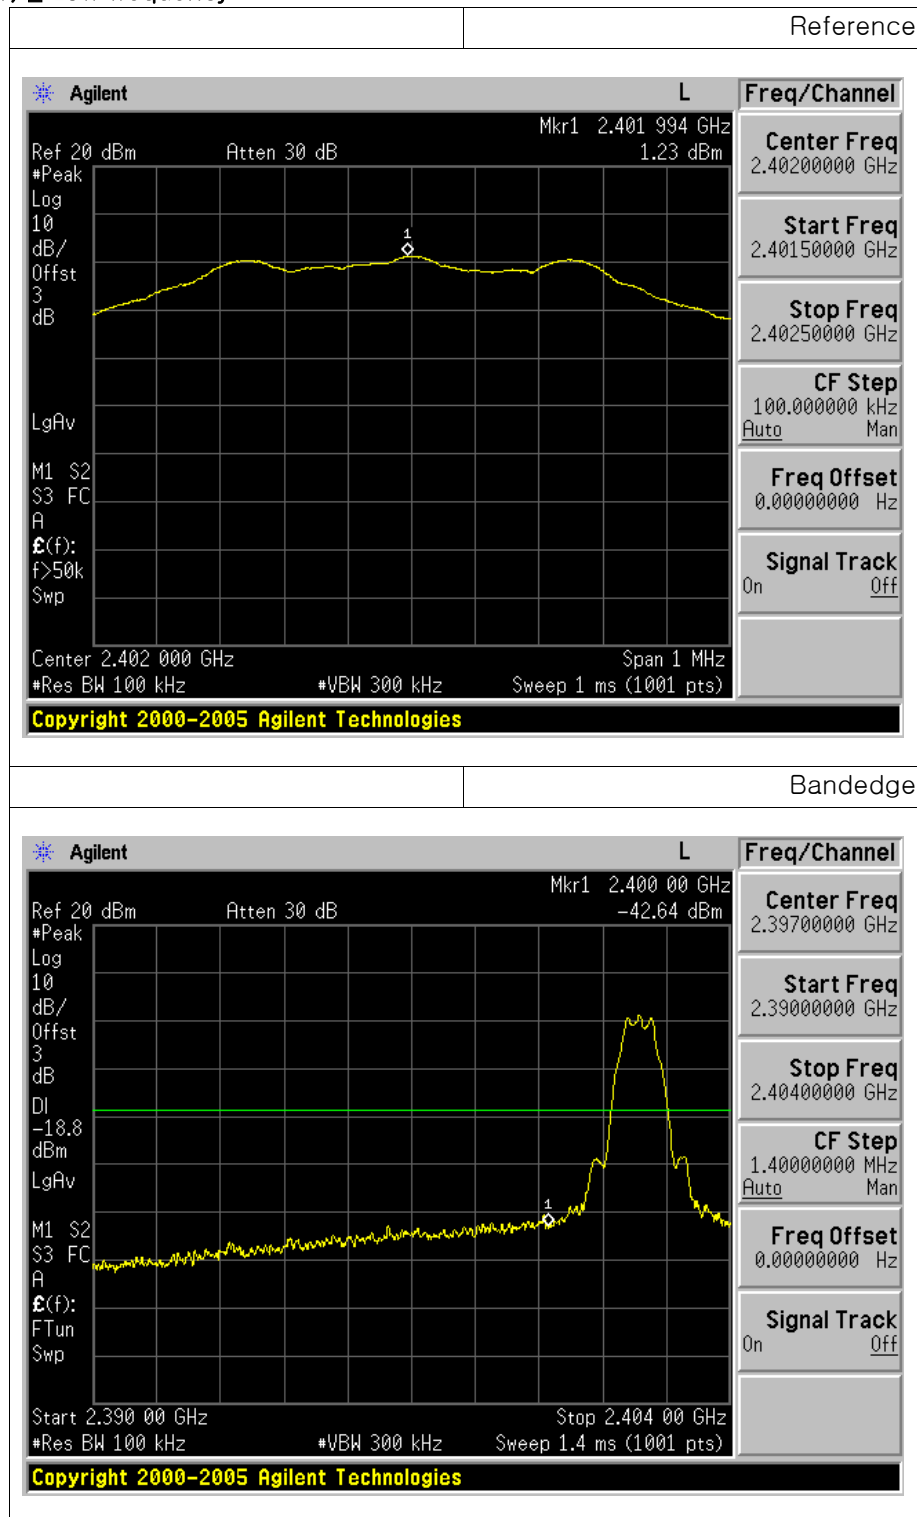 Reference
Agilent L Freq/Channel
Mkr1 2.401 994 GHz
Ref 20 dBm Atten 30 dB 1.23 dBm
#Peak
Log
10
dB/
Offst
3
dB
LgAv
M1 S2
S3 FC
A
£(f):
f>50k
Swp
1
Center 2.402 000 GHz Span 1 MHz
#Res BW 100 kHz #VBW 300 kHz Sweep 1 ms (1001 pts)
Center Freq
2.40200000 GHz
Start Freq
2.40150000 GHz
Stop Freq
2.40250000 GHz
CF Step
100.000000 kHz
Auto Man
Freq Offset
0.00000000 Hz
Signal Track
On Off
Copyright 2000-2005 Agilent Technologies
Bandedge
Agilent L Freq/Channel
Mkr1 2.400 00 GHz
Ref 20 dBm Atten 30 dB -42.64 dBm
#Peak
Log
10
dB/
Offst
3
dB
DI
-18.8
dBm
LgAv
M1 S2
S3 FC
A
£(f):
FTun
Swp
1
Start 2.390 00 GHz Stop 2.404 00 GHz
#Res BW 100 kHz #VBW 300 kHz Sweep 1.4 ms (1001 pts)
Center Freq
2.39700000 GHz
Start Freq
2.39000000 GHz
Stop Freq
2.40400000 GHz
CF Step
1.40000000 MHz
Auto Man
Freq Offset
0.00000000 Hz
Signal Track
On Off
Copyright 2000-2005 Agilent Technologies